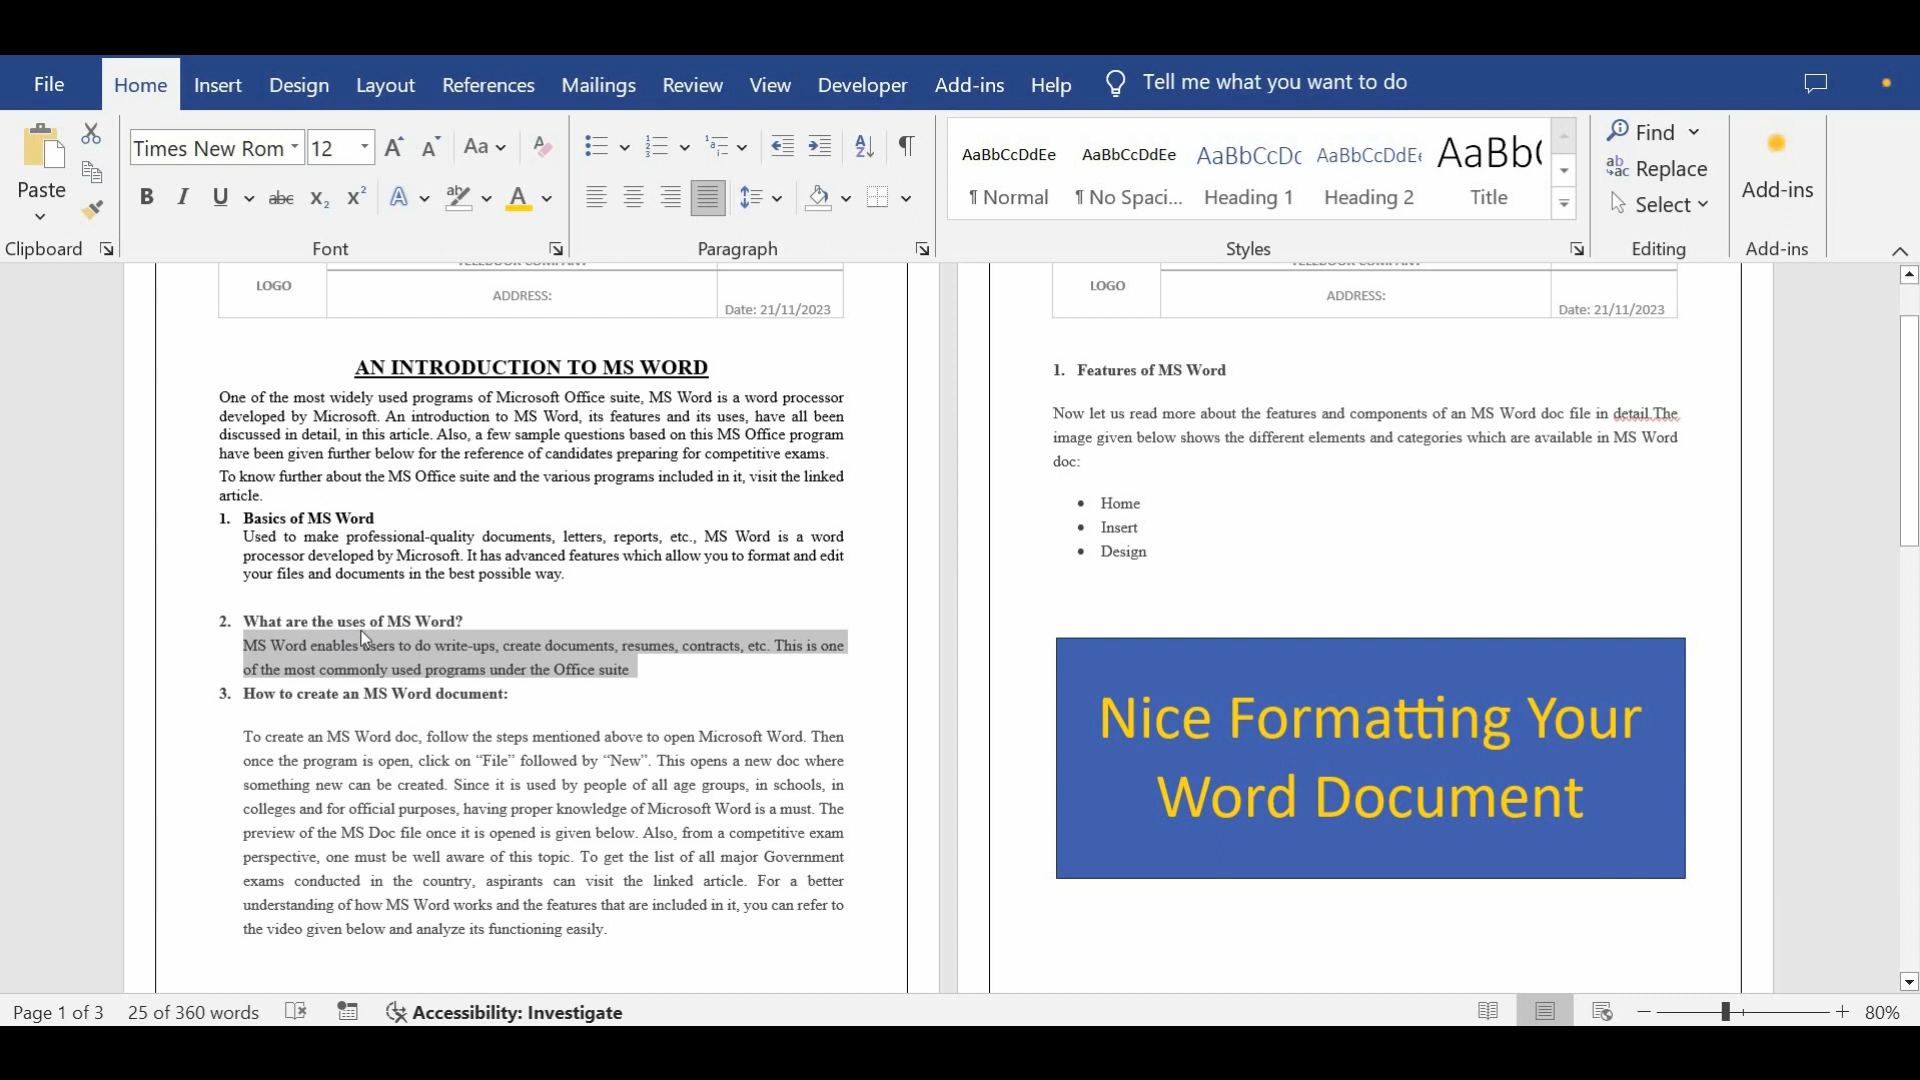 File Home Insert Design Layout References Mailings Review View Developer Add-ins Help Tell me what you want to do
Paste
Clipboard
Times New Rom 12
Font
Paragraph
AaBbCcDdEe AaBbCcDdEe AaBbCcDc AaBbCcDdEe AaBb(
¶ Normal ¶ No Spaci... Heading 1 Heading 2 Title
Styles
Find
Replace
Select
Editing
Add-ins
Add-ins
LOGO
ADDRESS:
Date: 21/11/2023
AN INTRODUCTION TO MS WORD
One of the most widely used programs of Microsoft Office suite, MS Word is a word processor
developed by Microsoft. An introduction to MS Word, its features and its uses, have all been
discussed in detail, in this article. Also, a few sample questions based on this MS Office program
have been given further below for the reference of candidates preparing for competitive exams.
To know further about the MS Office suite and the various programs included in it, visit the linked
article.
1. Basics of MS Word
Used to make professional-quality documents, letters, reports, etc., MS Word is a word
processor developed by Microsoft. It has advanced features which allow you to format and edit
your files and documents in the best possible way.
2. What are the uses of MS Word?
MS Word enables users to do write-ups, create documents, resumes, contracts, etc. This is one
of the most commonly used programs under the Office suite
3. How to create an MS Word document:
To create an MS Word doc, follow the steps mentioned above to open Microsoft Word. Then
once the program is open, click on “File” followed by “New”. This opens a new doc where
something new can be created. Since it is used by people of all age groups, in schools, in
colleges and for official purposes, having proper knowledge of Microsoft Word is a must. The
preview of the MS Doc file once it is opened is given below. Also, from a competitive exam
perspective, one must be well aware of this topic. To get the list of all major Government
exams conducted in the country, aspirants can visit the linked article. For a better
understanding of how MS Word works and the features that are included in it, you can refer to
the video given below and analyze its functioning easily.
LOGO
ADDRESS:
Date: 21/11/2023
1. Features of MS Word
Now let us read more about the features and components of an MS Word doc file in detail.The
image given below shows the different elements and categories which are available in MS Word
doc:
• Home
• Insert
• Design
Nice Formatting Your
Word Document
Page 1 of 3 25 of 360 words Accessibility: Investigate 80%